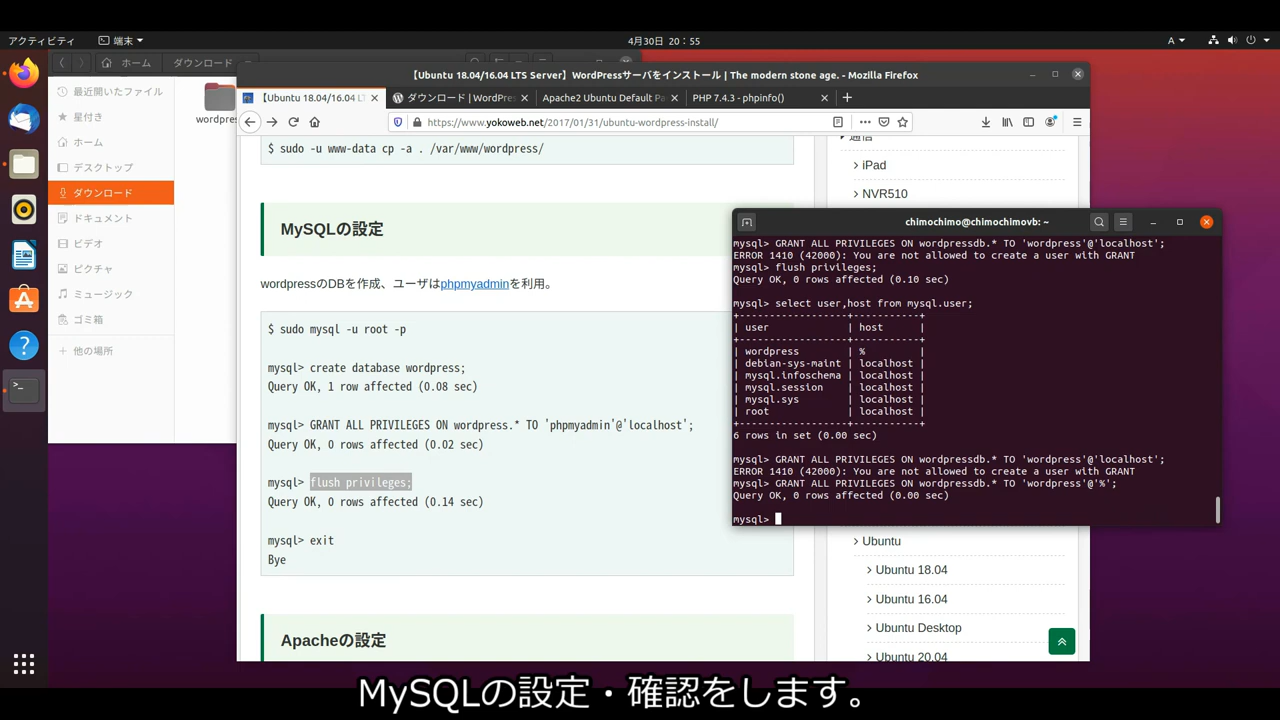 アクティビティ
端末
4月30日 20：55
A
ホーム
ダウンロード
最近開いたファイル
星付き
ホーム
デスクトップ
ダウンロード
ドキュメント
ビデオ
ピクチャ
ミュージック
ゴミ箱
他の場所
wordpres
【Ubuntu 18.04/16.04 LTS Server】WordPressサーバをインストール | The modern stone age. - Mozilla Firefox
【Ubuntu 18.04/16.04 L
ダウンロード | WordPres
Apache2 Ubuntu Default Pa
PHP 7.4.3 - phpinfo()
https://www.yokoweb.net/2017/01/31/ubuntu-wordpress-install/
$ sudo -u www-data cp -a . /var/www/wordpress/
MySQLの設定
wordpressのDBを作成、ユーザはphpmyadminを利用。
$ sudo mysql -u root -p
mysql> create database wordpress;
Query OK, 1 row affected (0.08 sec)
mysql> GRANT ALL PRIVILEGES ON wordpress.* TO 'phpmyadmin'@'localhost';
Query OK, 0 rows affected (0.02 sec)
mysql> flush privileges;
Query OK, 0 rows affected (0.14 sec)
mysql> exit
Bye
Apacheの設定
通信
iPad
NVR510
Ubuntu
Ubuntu 18.04
Ubuntu 16.04
Ubuntu Desktop
Ubuntu 20.04
chimochimo@chimochimovb: ~
mysql> GRANT ALL PRIVILEGES ON wordpressdb.* TO 'wordpress'@'localhost';
ERROR 1410 (42000): You are not allowed to create a user with GRANT
mysql> flush privileges;
Query OK, 0 rows affected (0.10 sec)
mysql> select user,host from mysql.user;
+------------------+-----------+
| user | host |
+------------------+-----------+
| wordpress | % |
| debian-sys-maint | localhost |
| mysql.infoschema | localhost |
| mysql.session | localhost |
| mysql.sys | localhost |
| root | localhost |
+------------------+-----------+
6 rows in set (0.00 sec)
mysql> GRANT ALL PRIVILEGES ON wordpressdb.* TO 'wordpress'@'localhost';
ERROR 1410 (42000): You are not allowed to create a user with GRANT
mysql> GRANT ALL PRIVILEGES ON wordpressdb.* TO 'wordpress'@'%';
Query OK, 0 rows affected (0.00 sec)
mysql>
MySQLの設定・確認をします。